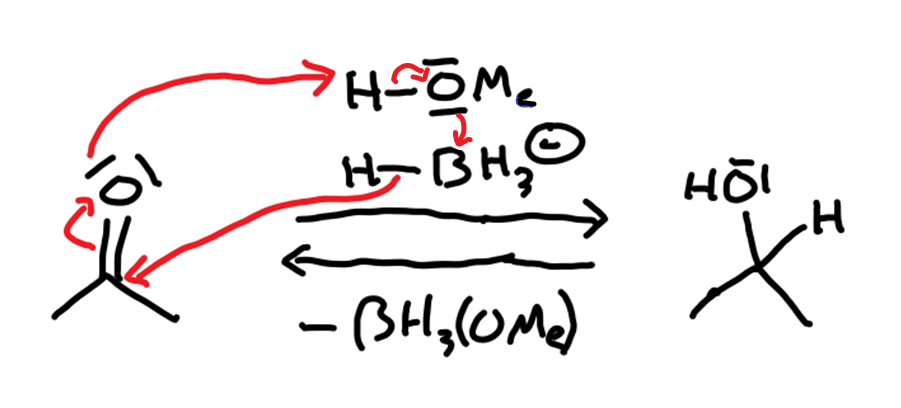 H–OMe
H–BH₃⊖
O
HO
H
– BH₃(OMe)